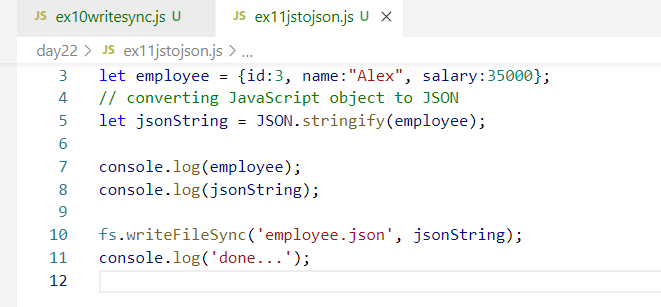 JS ex10writesync.js U JS ex11jstojson.js U ×
day22 > JS ex11jstojson.js > ...
3 let employee = {id:3, name:"Alex", salary:35000};
4 // converting JavaScript object to JSON
5 let jsonString = JSON.stringify(employee);
6
7 console.log(employee);
8 console.log(jsonString);
9
10 fs.writeFileSync('employee.json', jsonString);
11 console.log('done...');
12